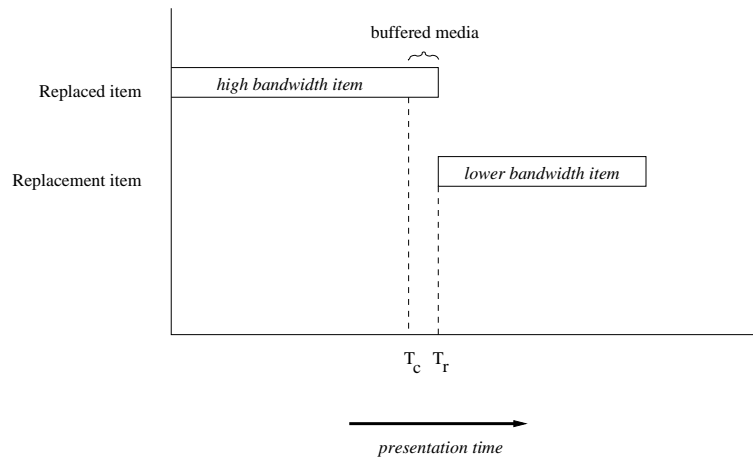 buffered media
Replaced item
high bandwidth item
Replacement item
lower bandwidth item
T_c T_r
presentation time